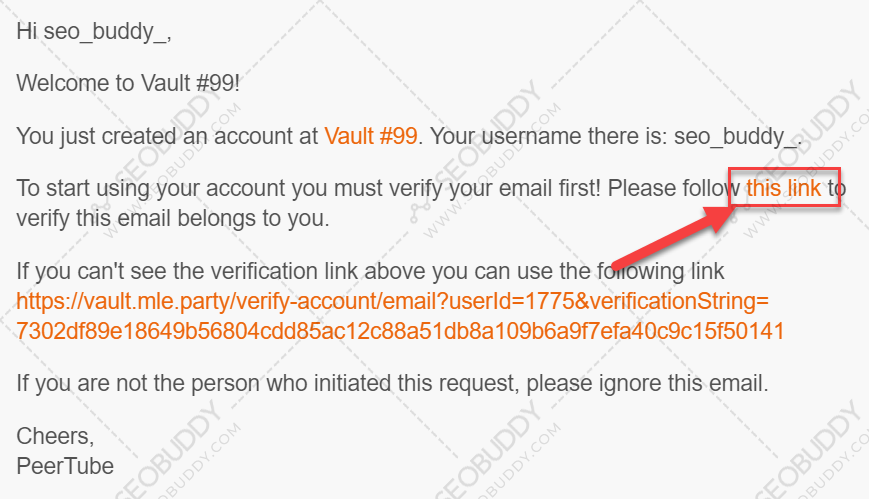 Hi seo_buddy_,
Welcome to Vault #99!
You just created an account at Vault #99. Your username there is: seo_buddy_.
To start using your account you must verify your email first! Please follow this link to
verify this email belongs to you.
If you can't see the verification link above you can use the following link
https://vault.mle.party/verify-account/email?userId=1775&verificationString=
7302df89e18649b56804cdd85ac12c88a51db8a109b6a9f7efa40c9c15f50141
If you are not the person who initiated this request, please ignore this email.
Cheers,
PeerTube
SEOBUDDY
WWW.SEOBUDDY.COM